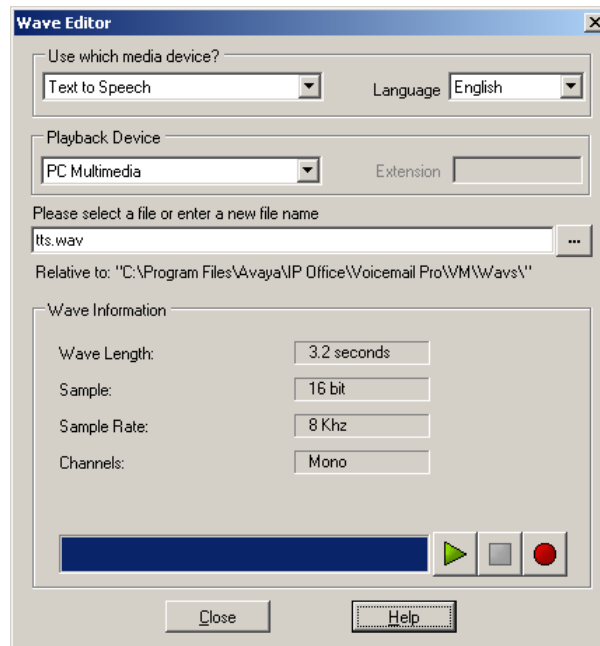 Wave Editor
Use which media device?
Text to Speech
Language
English
Playback Device
PC Multimedia
Extension
Please select a file or enter a new file name
tts.wav
...
Relative to: "C:\Program Files\Avaya\IP Office\Voicemail Pro\VM\Wavs\"
Wave Information
Wave Length: 3.2 seconds
Sample: 16 bit
Sample Rate: 8 Khz
Channels: Mono
Close Help